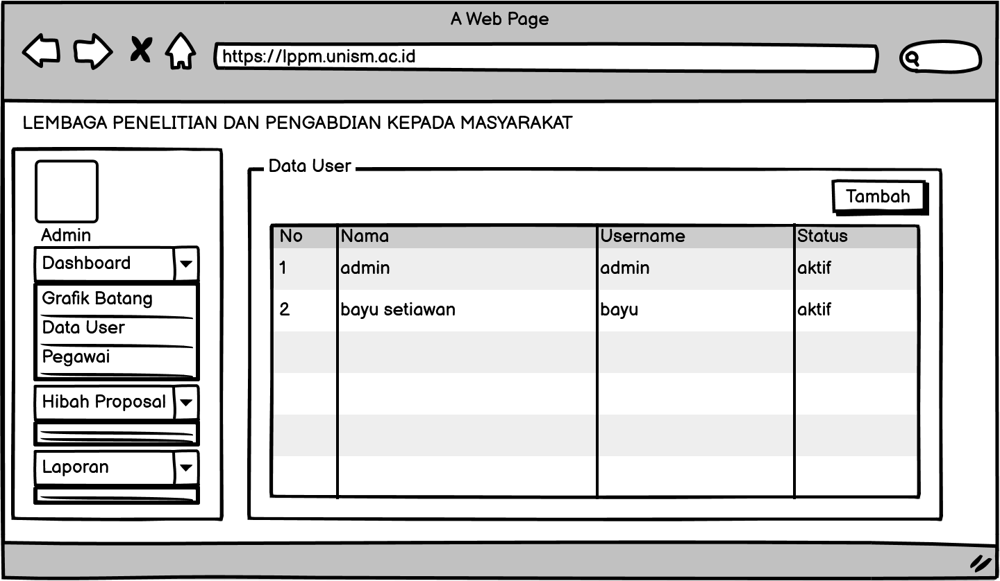 A Web Page
https://lppm.unism.ac.id
LEMBAGA PENELITIAN DAN PENGABDIAN KEPADA MASYARAKAT
Admin
Dashboard
Grafik Batang
Data User
Pegawai
Hibah Proposal
Laporan
Data User
Tambah
No Nama Username Status
1 admin admin aktif
2 bayu setiawan bayu aktif